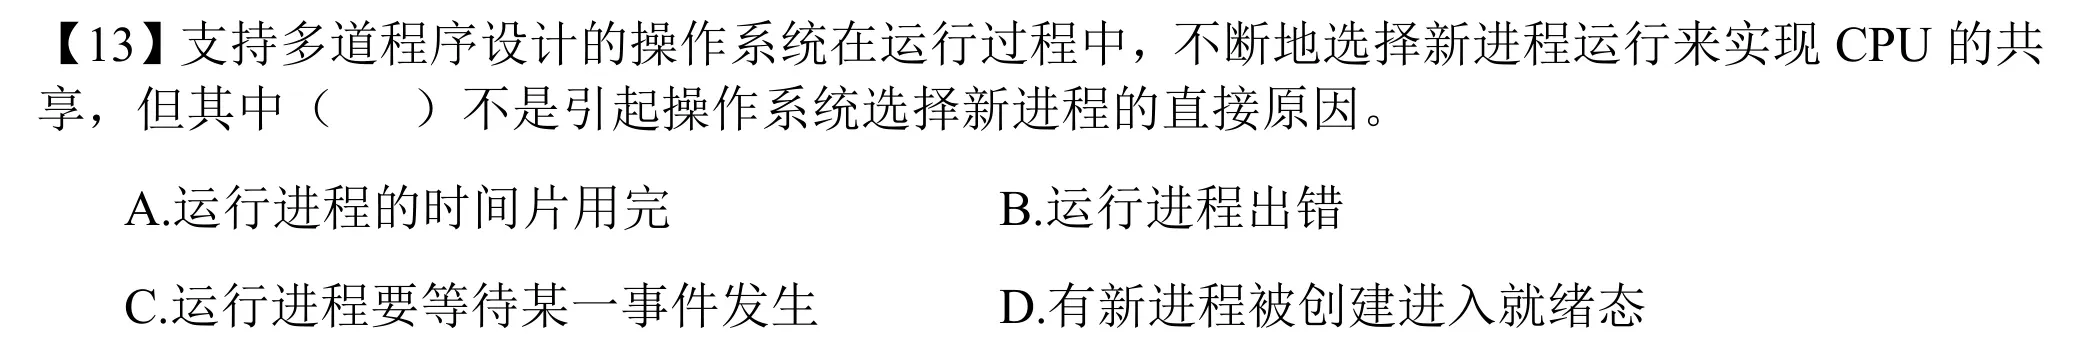 【13】支持多道程序设计的操作系统在运行过程中，不断地选择新进程运行来实现 CPU 的共
享，但其中（　）不是引起操作系统选择新进程的直接原因。
A.运行进程的时间片用完 B.运行进程出错
C.运行进程要等待某一事件发生 D.有新进程被创建进入就绪态